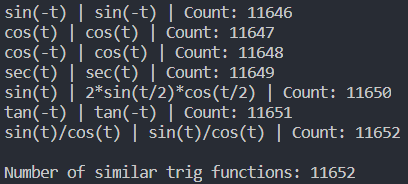 sin(-t) | sin(-t) | Count: 11646
cos(t) | cos(t) | Count: 11647
cos(-t) | cos(t) | Count: 11648
sec(t) | sec(t) | Count: 11649
sin(t) | 2*sin(t/2)*cos(t/2) | Count: 11650
tan(-t) | tan(-t) | Count: 11651
sin(t)/cos(t) | sin(t)/cos(t) | Count: 11652
Number of similar trig functions: 11652